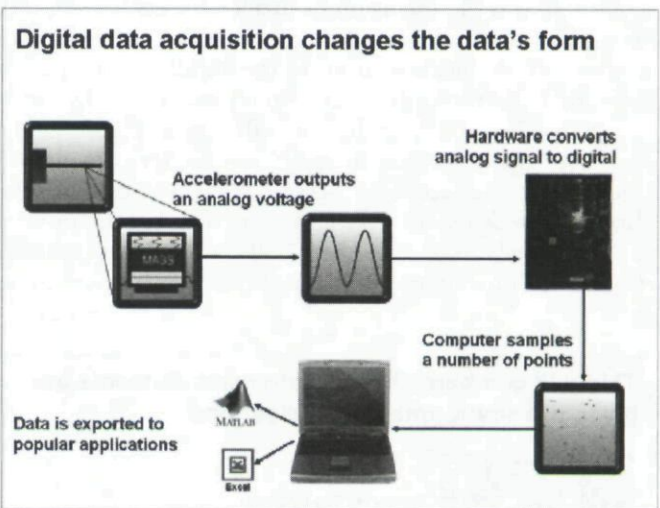 Digital data acquisition changes the data's form
Hardware converts
analog signal to digital
Accelerometer outputs
an analog voltage
MASS
Computer samples
a number of points
Data is exported to
popular applications
MATLAB
Excel